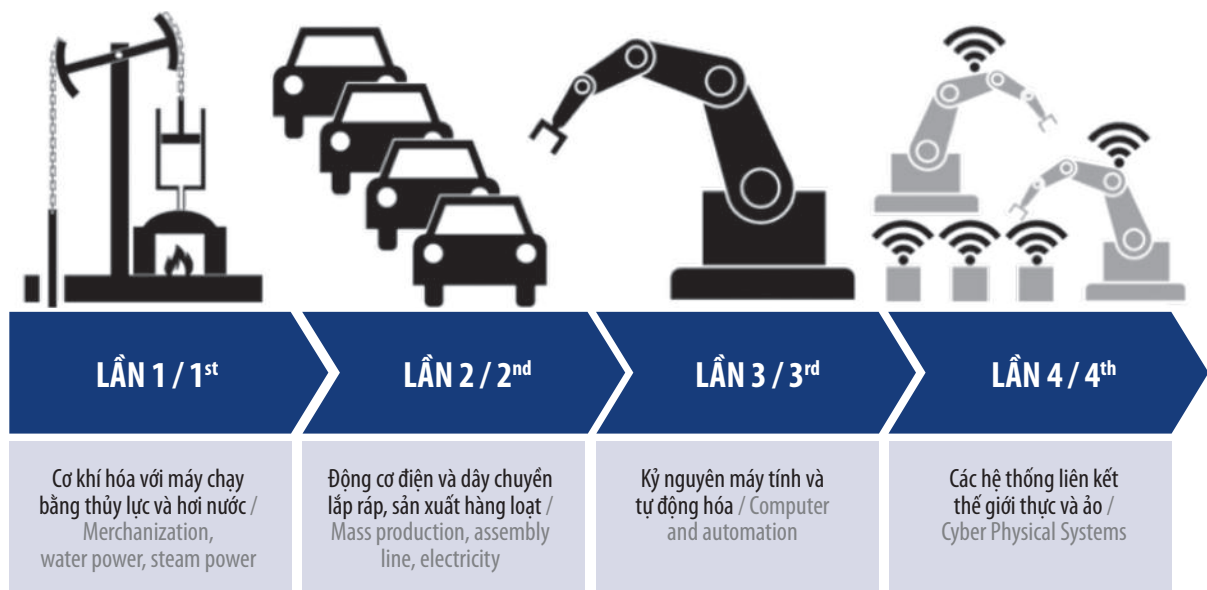 LẦN 1 / 1st
LẦN 2 / 2nd
LẦN 3 / 3rd
LẦN 4 / 4th
Cơ khí hóa với máy chạy
bằng thủy lực và hơi nước /
Merchanization,
water power, steam power
Động cơ điện và dây chuyền
lắp ráp, sản xuất hàng loạt /
Mass production, assembly
line, electricity
Kỷ nguyên máy tính và
tự động hóa / Computer
and automation
Các hệ thống liên kết
thế giới thực và ảo /
Cyber Physical Systems